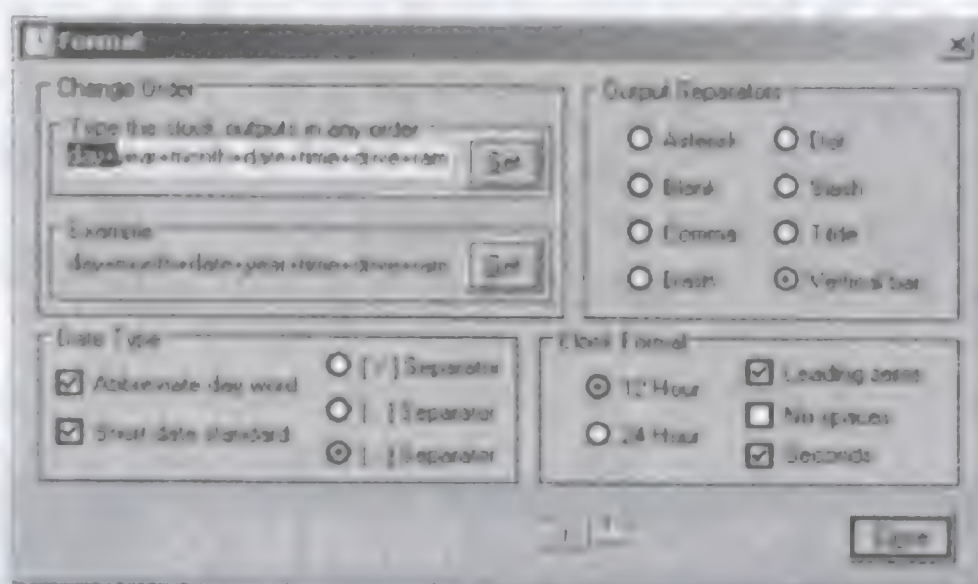 Format
Change Order
Type the clock outputs in any order
day+year+month+date+time+drive+ram
Set
Example
day+month+date+year+time+drive+ram
Set
Output Separators
Asterisk
Dot
Blank
Slash
Comma
Tilde
Dash
Vertical bar
Date Type
Abbreviate day word
[ / ] Separator
Short date standard
Separator
Separator
Clock Format
12 Hour
Leading zeros
24 Hour
No spaces
Seconds